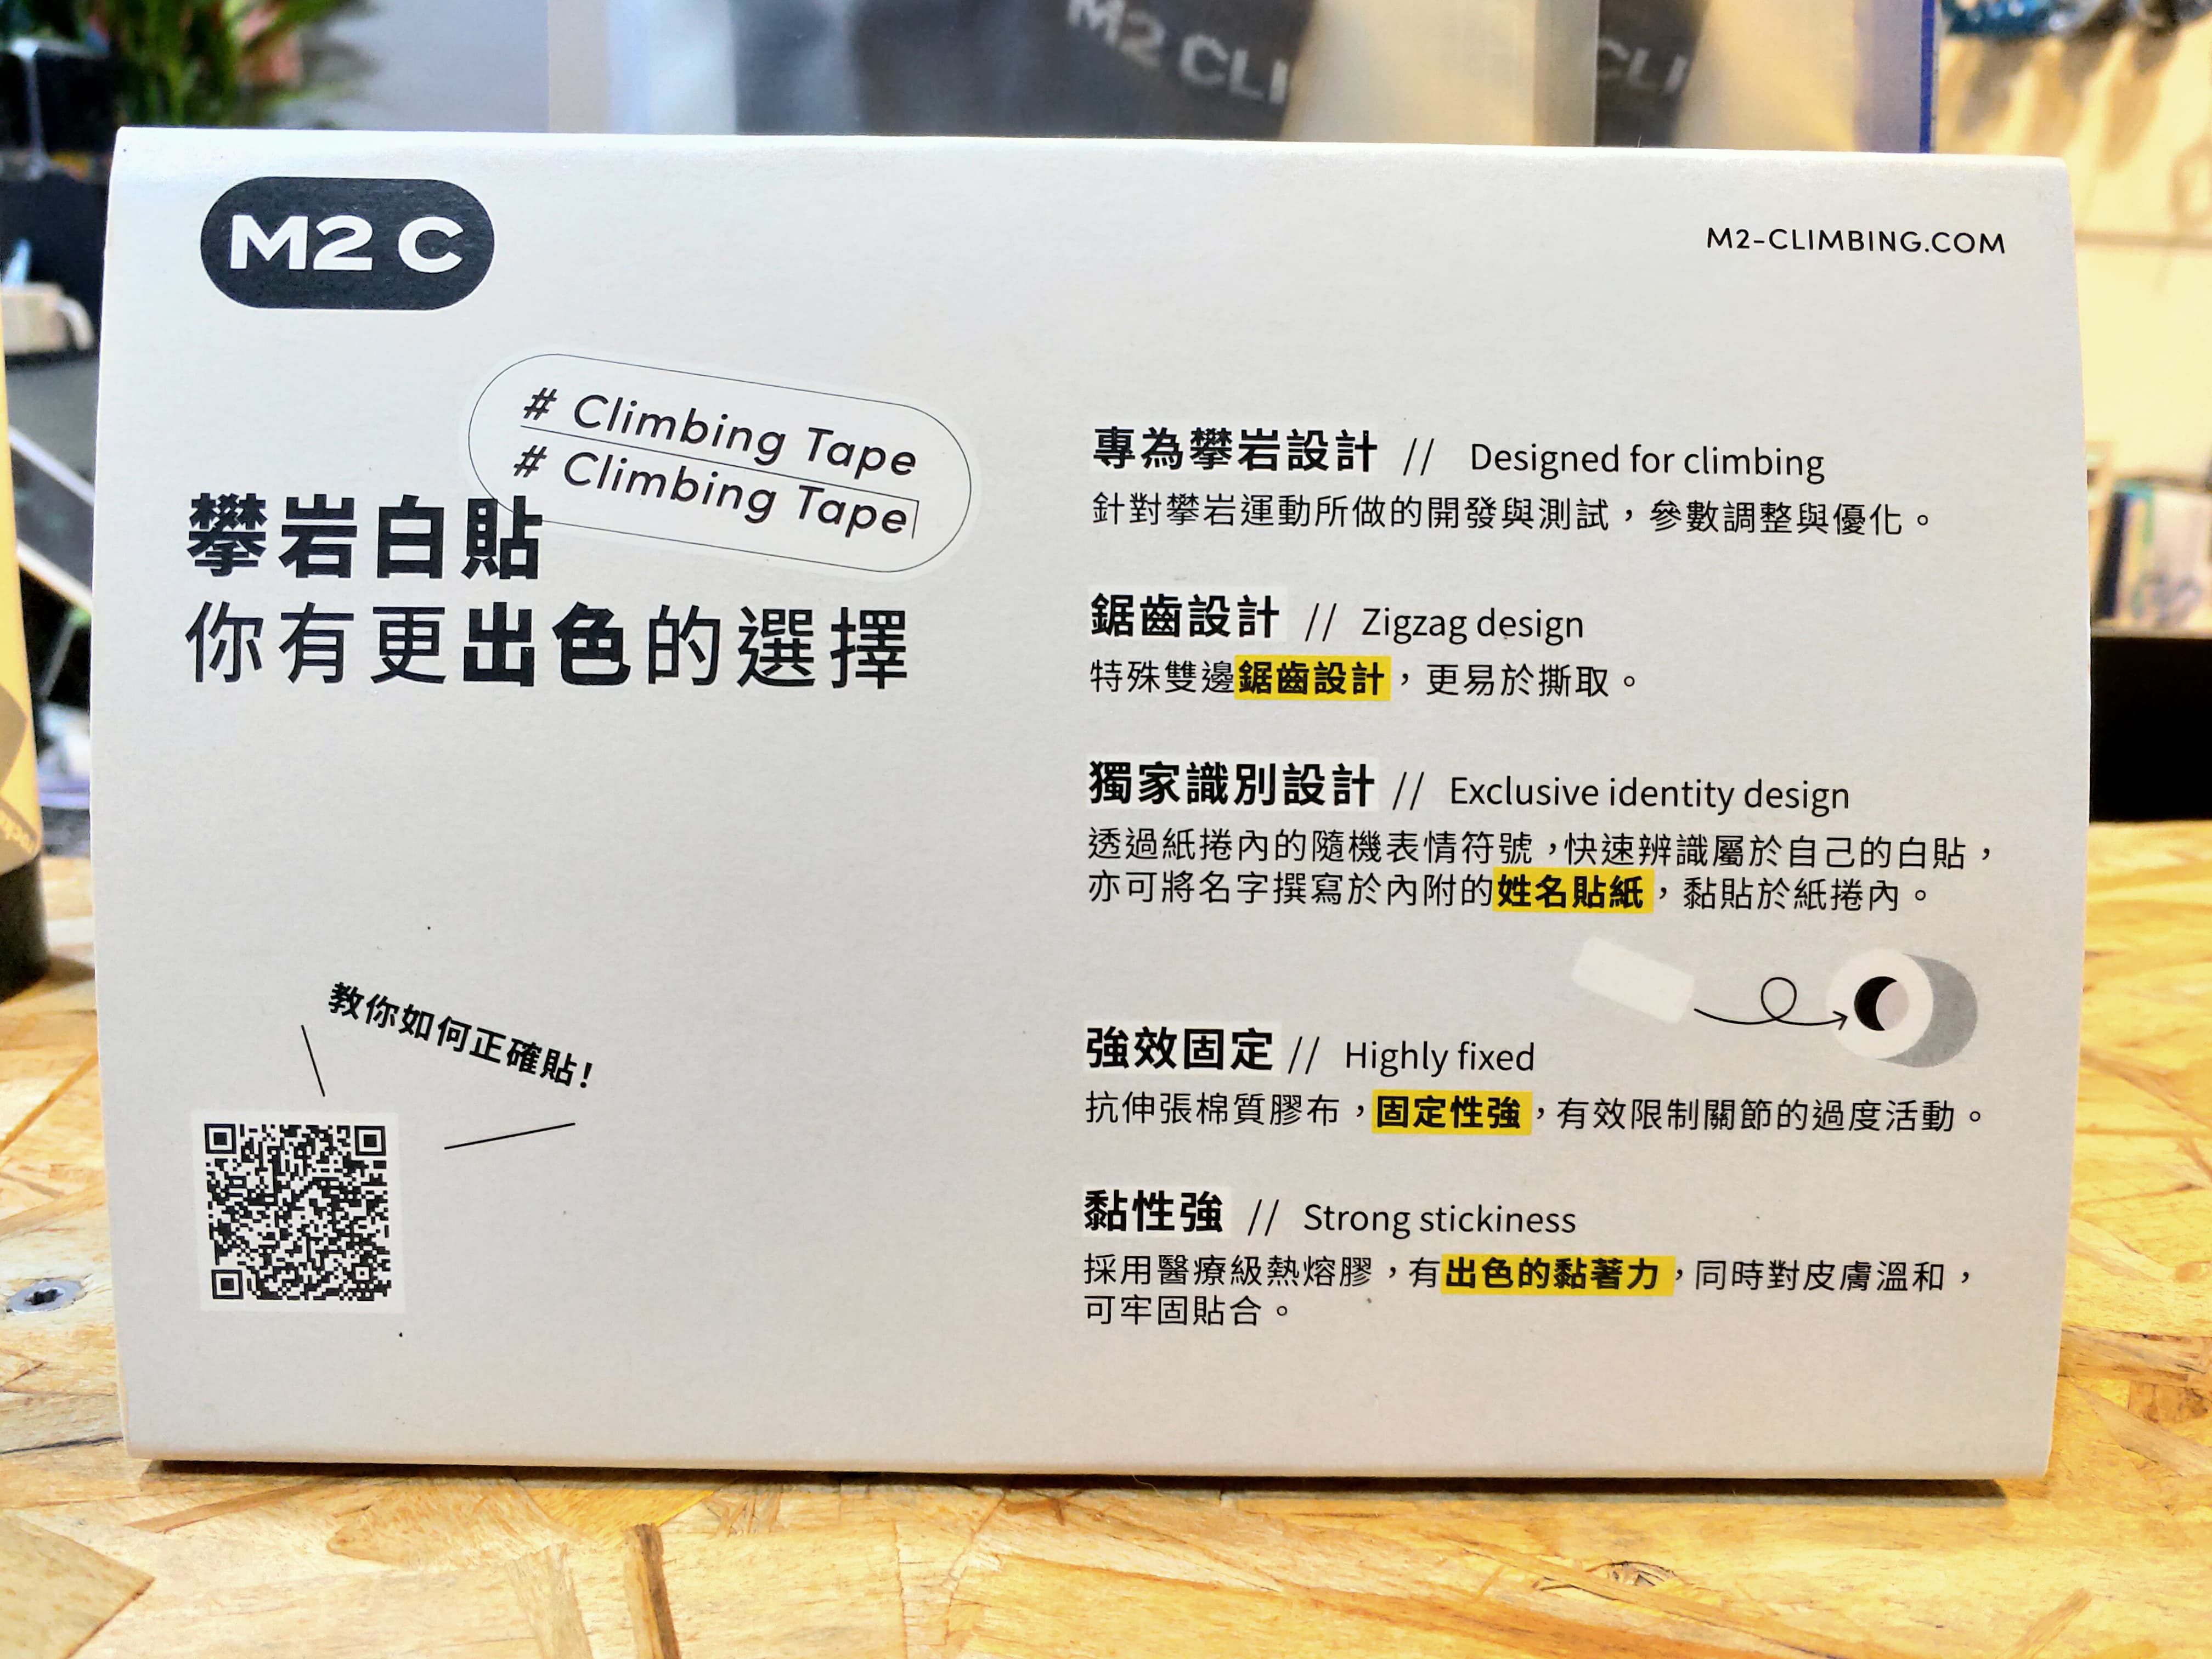 M2 CLI
CLI
M2 C
M2-CLIMBING.COM
# Climbing Tape
# Climbing Tape
攀岩白貼
你有更出色的選擇
教你如何正確貼!
專為攀岩設計 // Designed for climbing
針對攀岩運動所做的開發與測試，參數調整與優化。
鋸齒設計 // Zigzag design
特殊雙邊鋸齒設計，更易於撕取。
獨家識別設計 // Exclusive identity design
透過紙捲內的隨機表情符號，快速辨識屬於自己的白貼，
亦可將名字撰寫於內附的姓名貼紙，黏貼於紙捲內。
強效固定 // Highly fixed
抗伸張棉質膠布，固定性強，有效限制關節的過度活動。
黏性強 // Strong stickiness
採用醫療級熱熔膠，有出色的黏著力，同時對皮膚溫和，
可牢固貼合。